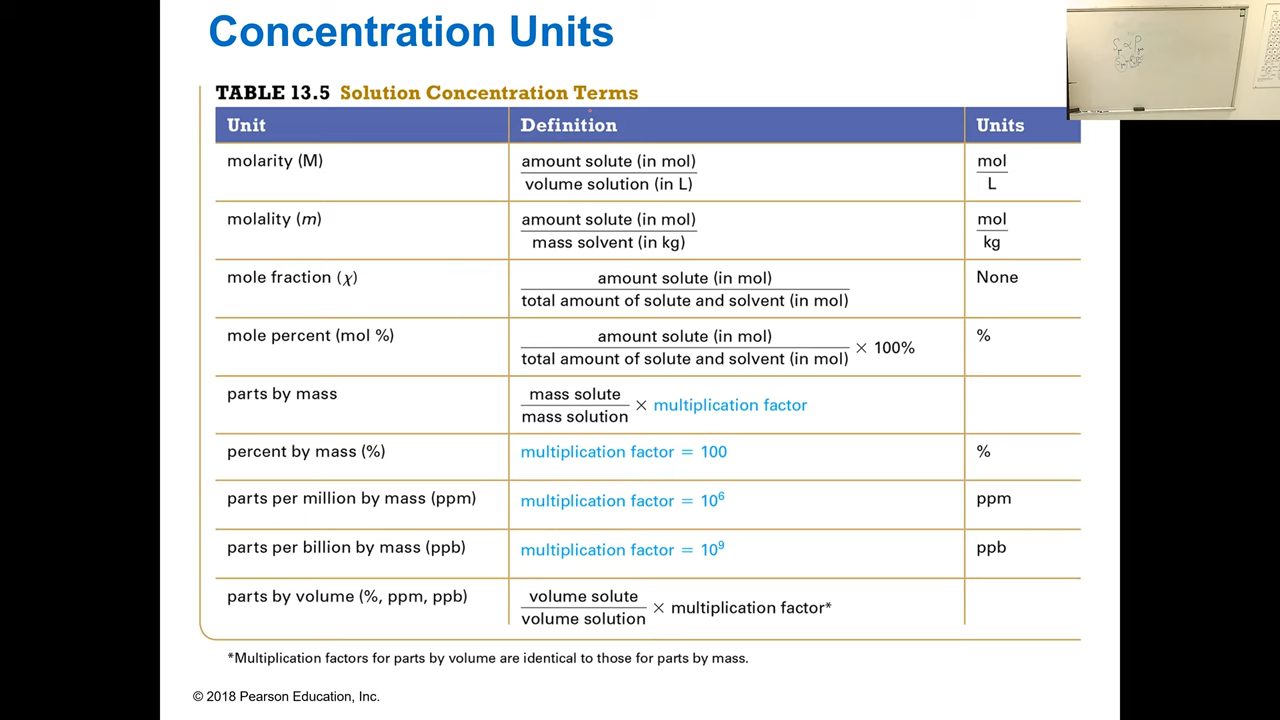 Concentration Units
TABLE 13.5 Solution Concentration Terms
Unit Definition Units
molarity (M) amount solute (in mol) mol
volume solution (in L) L
molality (m) amount solute (in mol) mol
mass solvent (in kg) kg
mole fraction (χ) amount solute (in mol) None
total amount of solute and solvent (in mol)
mole percent (mol %) amount solute (in mol) %
total amount of solute and solvent (in mol) × 100%
parts by mass mass solute
mass solution × multiplication factor
percent by mass (%) multiplication factor = 100 %
parts per million by mass (ppm) multiplication factor = 10⁶ ppm
parts per billion by mass (ppb) multiplication factor = 10⁹ ppb
parts by volume (%, ppm, ppb) volume solute
volume solution × multiplication factor*
*Multiplication factors for parts by volume are identical to those for parts by mass.
© 2018 Pearson Education, Inc.